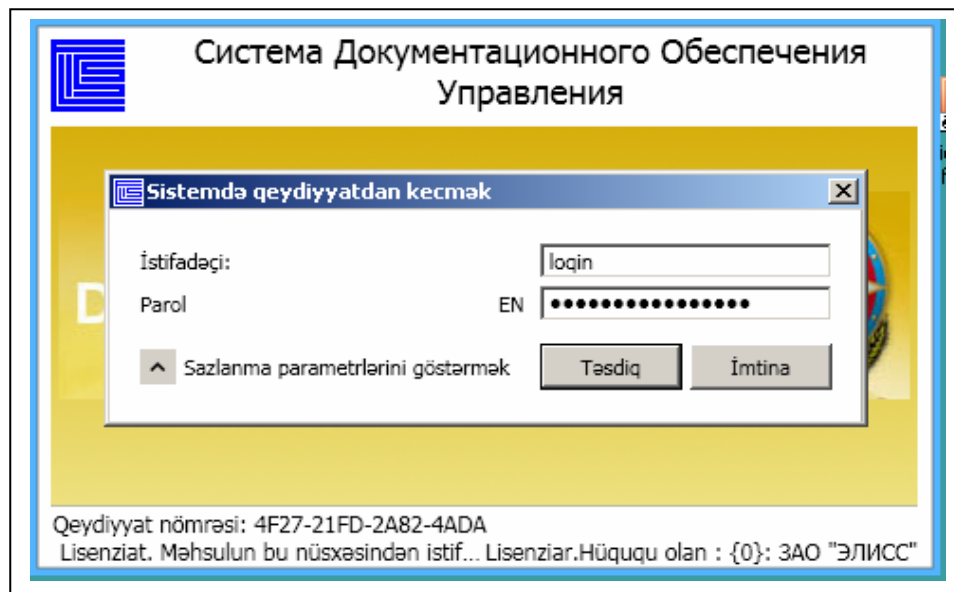 Система Документационного Обеспечения
Управления
Sistemdə qeydiyyatdan kecmək
İstifadəçi:
loqin
Parol
EN
••••••••••••••••
Sazlanma parametrlərini göstərmək
Təsdiq
İmtina
D
Qeydiyyat nömrəsi: 4F27-21FD-2A82-4ADA
Lisenziat. Məhsulun bu nüsxəsindən istif... Lisenziar.Hüququ olan : {0}: ЗАО "ЭЛИСС"